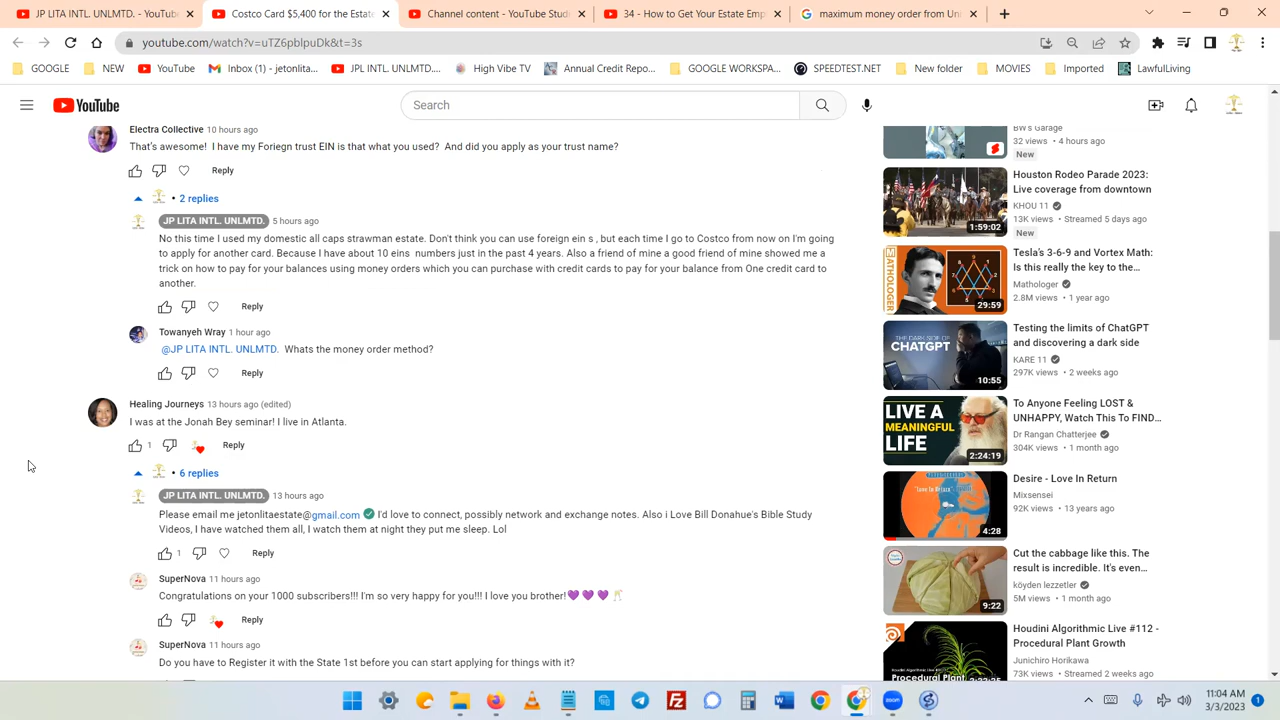 JP LITA INTL. UNLMTD. - YouTube
Costco Card $5,400 for the Estate
Channel content - YouTube Studi
34 - How to Get Your Estate Emp
maximum money order from Uni
youtube.com/watch?v=uTZ6pbIpuDk&t=3s
GOOGLE
NEW
YouTube
Inbox (1) - jetonlita...
JPL INTL. UNLMTD....
High Vibe TV
Annual Credit Repo...
GOOGLE WORKSPA...
SPEEDTEST.NET
New folder
MOVIES
Imported
LawfulLiving
YouTube
Search
Electra Collective 10 hours ago
That's awesome! I have my Foriegn trust EIN is that what you used? And did you apply as your trust name?
Reply
• 2 replies
JP LITA INTL. UNLMTD. 5 hours ago
No this time I used my domestic all caps strawman estate. Don't think you can use foreign ein s , but each time I go to Costco from now on I'm going
to apply for another card. Because I have about 10 eins numbers just in the past 4 years. Also a friend of mine a good friend of mine showed me a
trick on how to pay for your balances using money orders which you can purchase with credit cards to pay for your balance from One credit card to
another.
Reply
Towanyeh Wray 1 hour ago
@JP LITA INTL. UNLMTD. Whats the money order method?
Reply
Healing Journeys 13 hours ago (edited)
I was at the Jonah Bey seminar! I live in Atlanta.
1
Reply
• 6 replies
JP LITA INTL. UNLMTD. 13 hours ago
Please email me jetonlitaestate@gmail.com ✅ I'd love to connect, possibly network and exchange notes. Also i Love Bill Donahue's Bible Study
Videos, I have watched them all, I watch them at night they put me sleep. Lol
1
Reply
SuperNova 11 hours ago
Congratulations on your 1000 subscribers!!! I'm so very happy for you!!! I love you brother!💜💜💜🥂
Reply
SuperNova 11 hours ago
Do you have to Register it with the State 1st before you can start applying for things with it?
BW's Garage
32 views • 4 hours ago
New
1:59:02
Houston Rodeo Parade 2023:
Live coverage from downtown
KHOU 11
13K views • Streamed 5 days ago
New
29:59
Tesla's 3-6-9 and Vortex Math:
Is this really the key to the...
Mathologer
2.8M views • 1 year ago
THE DARK SIDE OF
CHATGPT
10:55
Testing the limits of ChatGPT
and discovering a dark side
KARE 11
297K views • 2 weeks ago
LIVE A
MEANINGFUL
LIFE
2:24:19
To Anyone Feeling LOST &
UNHAPPY, Watch This To FIND...
Dr Rangan Chatterjee
304K views • 1 month ago
4:28
Desire - Love In Return
Mixsensei
92K views • 13 years ago
9:22
Cut the cabbage like this. The
result is incredible. It's even...
köyden lezzetler
5M views • 1 month ago
Houdini Algorithmic Live #112 -
Procedural Plant Growth
Junichiro Horikawa
73K views • Streamed 2 weeks ago
11:04 AM
3/3/2023
1